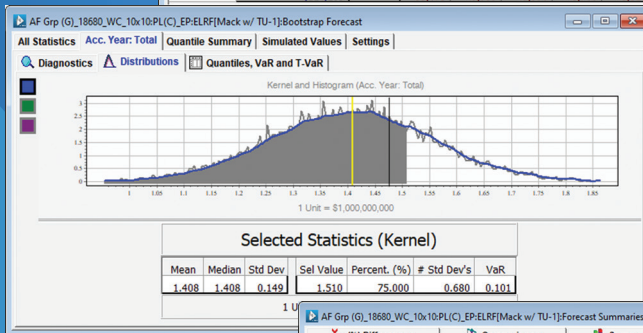 AF Grp (G)_18680_WC_10x10:PL(C)_EP:ELRF[Mack w/ TU-1]:Bootstrap Forecast
All Statistics Acc. Year: Total Quantile Summary Simulated Values Settings
Diagnostics Distributions Quantiles, VaR and T-VaR
Kernel and Histogram (Acc. Year: Total)
3
2.5
2
1.5
1
0.5
0
1 1.05 1.1 1.15 1.2 1.25 1.3 1.35 1.4 1.45 1.5 1.55 1.6 1.65 1.7 1.75 1.8 1.85
1 Unit = $1,000,000,000
Selected Statistics (Kernel)
Mean Median Std Dev Sel Value Percent. (%) # Std Dev's VaR
1.408 1.408 0.149 1.510 75.000 0.680 0.101
1 U
AF Grp (G)_18680_WC_10x10:PL(C)_EP:ELRF[Mack w/ TU-1]:Forecast Summaries